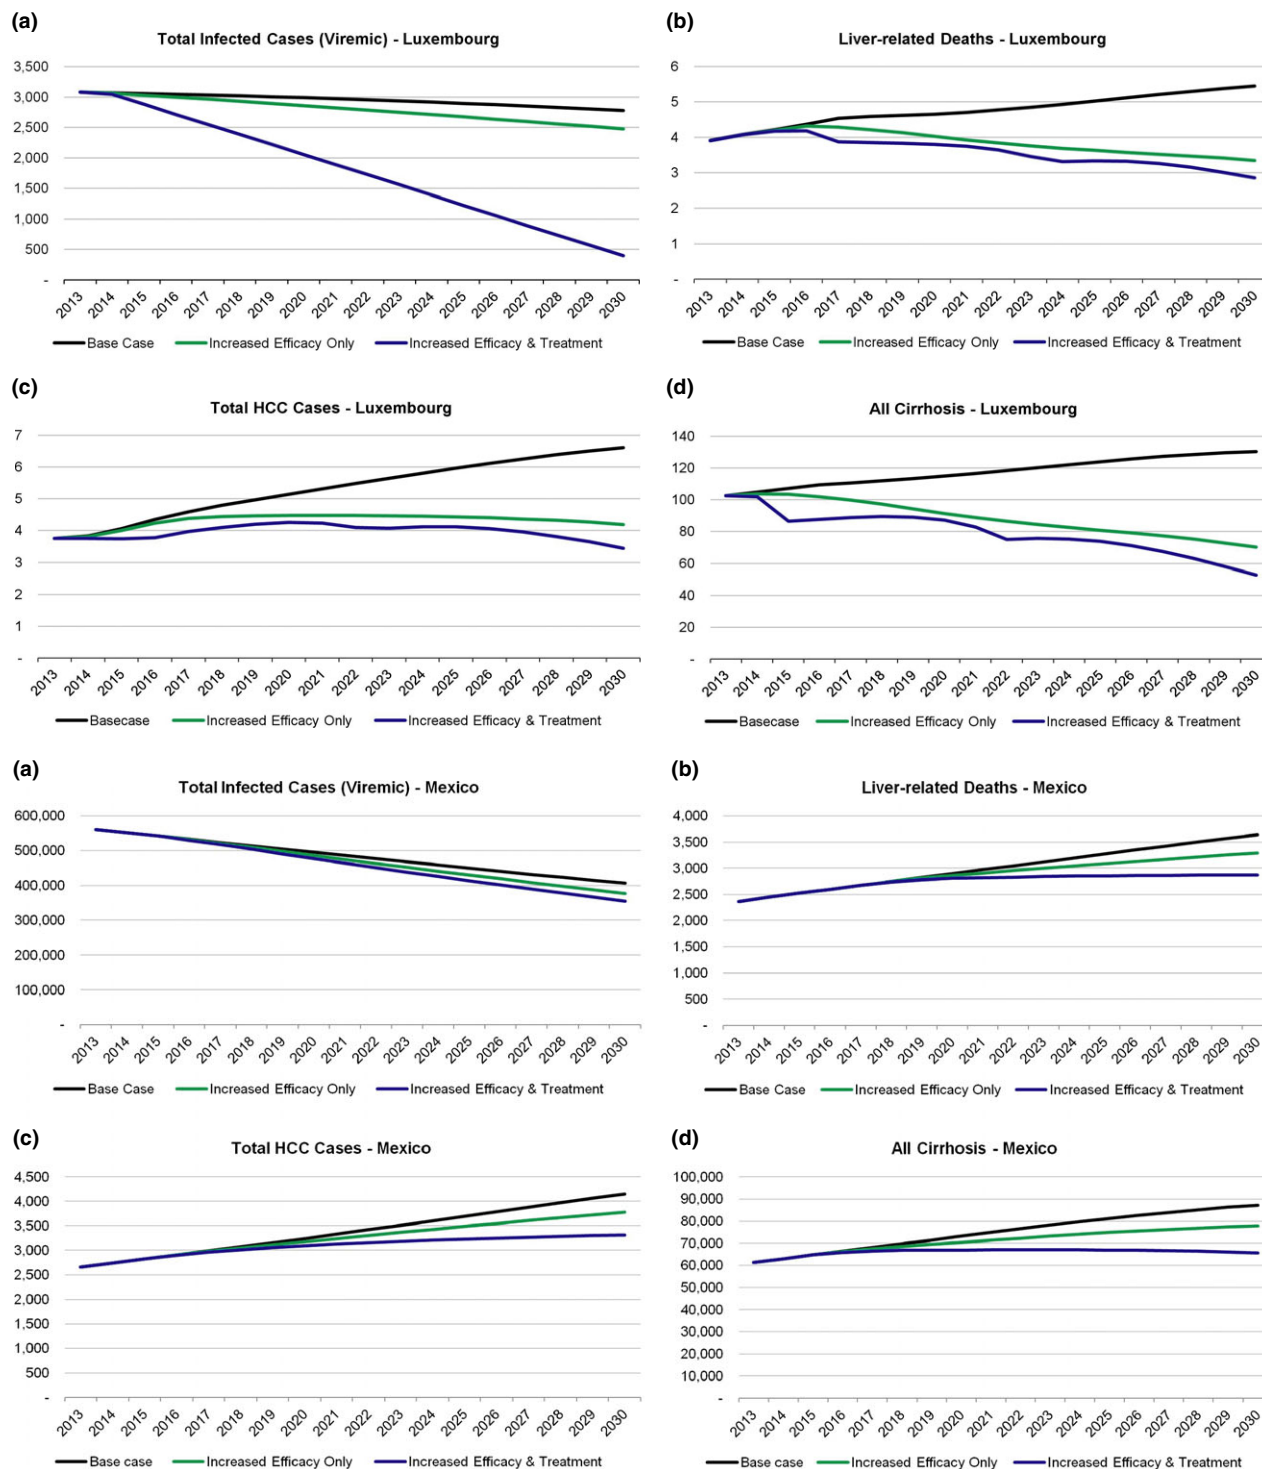 (a)
Total Infected Cases (Viremic) - Luxembourg
3,500
3,000
2,500
2,000
1,500
1,000
500
-
2013 2014 2015 2016 2017 2018 2019 2020 2021 2022 2023 2024 2025 2026 2027 2028 2029 2030
Base Case Increased Efficacy Only Increased Efficacy & Treatment
(b)
Liver-related Deaths - Luxembourg
6
5
4
3
2
1
-
2013 2014 2015 2016 2017 2018 2019 2020 2021 2022 2023 2024 2025 2026 2027 2028 2029 2030
Base Case Increased Efficacy Only Increased Efficacy & Treatment
(c)
Total HCC Cases - Luxembourg
7
6
5
4
3
2
1
-
2013 2014 2015 2016 2017 2018 2019 2020 2021 2022 2023 2024 2025 2026 2027 2028 2029 2030
Basecase Increased Efficacy Only Increased Efficacy & Treatment
(d)
All Cirrhosis - Luxembourg
140
120
100
80
60
40
20
-
2013 2014 2015 2016 2017 2018 2019 2020 2021 2022 2023 2024 2025 2026 2027 2028 2029 2030
Basecase Increased Efficacy Only Increased Efficacy & Treatment
(a)
Total Infected Cases (Viremic) - Mexico
600,000
500,000
400,000
300,000
200,000
100,000
-
2013 2014 2015 2016 2017 2018 2019 2020 2021 2022 2023 2024 2025 2026 2027 2028 2029 2030
Base Case Increased Efficacy Only Increased Efficacy & Treatment
(b)
Liver-related Deaths - Mexico
4,000
3,500
3,000
2,500
2,000
1,500
1,000
500
-
2013 2014 2015 2016 2017 2018 2019 2020 2021 2022 2023 2024 2025 2026 2027 2028 2029 2030
Base Case Increased Efficacy Only Increased Efficacy & Treatment
(c)
Total HCC Cases - Mexico
4,500
4,000
3,500
3,000
2,500
2,000
1,500
1,000
500
-
2013 2014 2015 2016 2017 2018 2019 2020 2021 2022 2023 2024 2025 2026 2027 2028 2029 2030
Base case Increased Efficacy Only Increased Efficacy & Treatment
(d)
All Cirrhosis - Mexico
100,000
90,000
80,000
70,000
60,000
50,000
40,000
30,000
20,000
10,000
-
2013 2014 2015 2016 2017 2018 2019 2020 2021 2022 2023 2024 2025 2026 2027 2028 2029 2030
Base case Increased Efficacy Only Increased Efficacy & Treatment